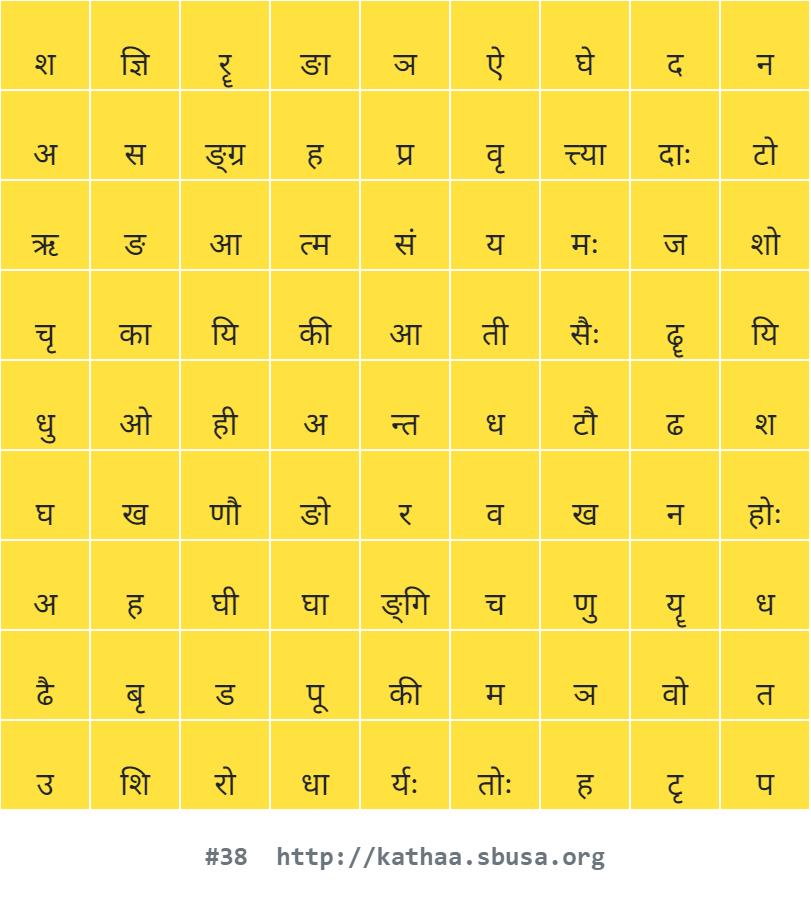 श ज्ञि रॄ ङा ञ ऐ घे द न
अ स ङ्ग्र ह प्र वृ त्त्या दाः टो
ऋ ङ आ त्म सं य मः ज शो
चृ का यि की आ ती सैः ढॄ यि
धु ओ ही अ न्त ध टौ ढ श
घ ख णौ ङो र व ख न होः
अ ह घी घा ङ्गि च णु यॄ ध
ढै बृ ड पू की म ञ वो त
उ शि रो धा र्यः तोः ह टृ प
#38 http://kathaa.sbusa.org